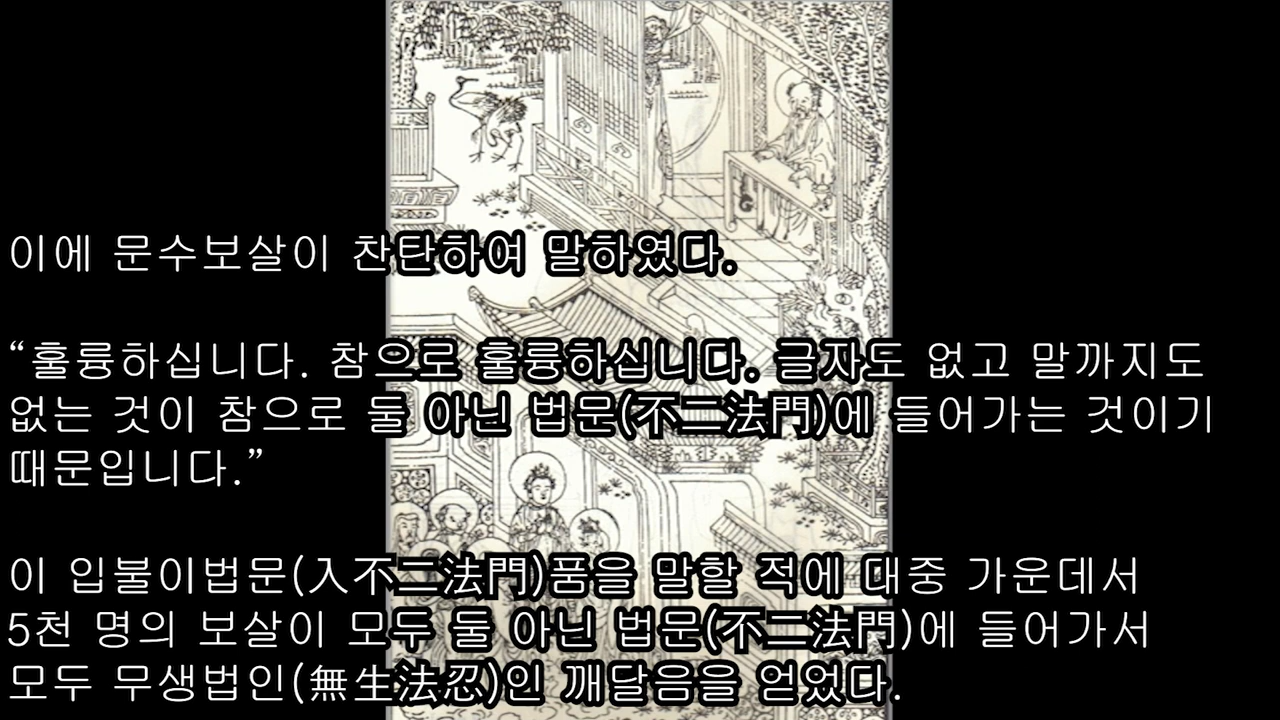 이에 문수보살이 찬탄하여 말하였다.
“훌륭하십니다. 참으로 훌륭하십니다. 글자도 없고 말까지도
없는 것이 참으로 둘 아닌 법문(不二法門)에 들어가는 것이기
때문입니다.”
이 입불이법문(入不二法門)품을 말할 적에 대중 가운데서
5천 명의 보살이 모두 둘 아닌 법문(不二法門)에 들어가서
모두 무생법인(無生法忍)인 깨달음을 얻었다.